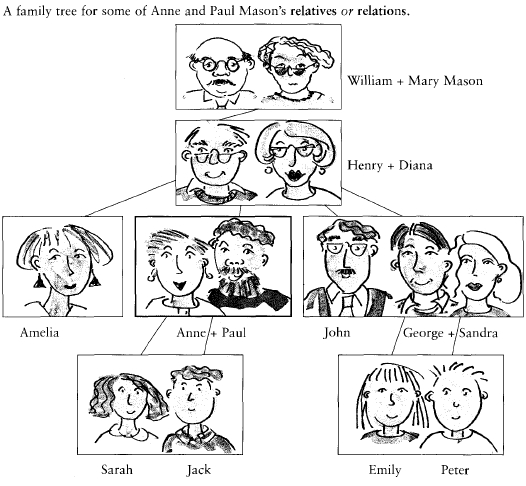 A family tree for some of Anne and Paul Mason's relatives or relations.
William + Mary Mason
Henry + Diana
Amelia
Anne + Paul
John
George + Sandra
Sarah
Jack
Emily
Peter